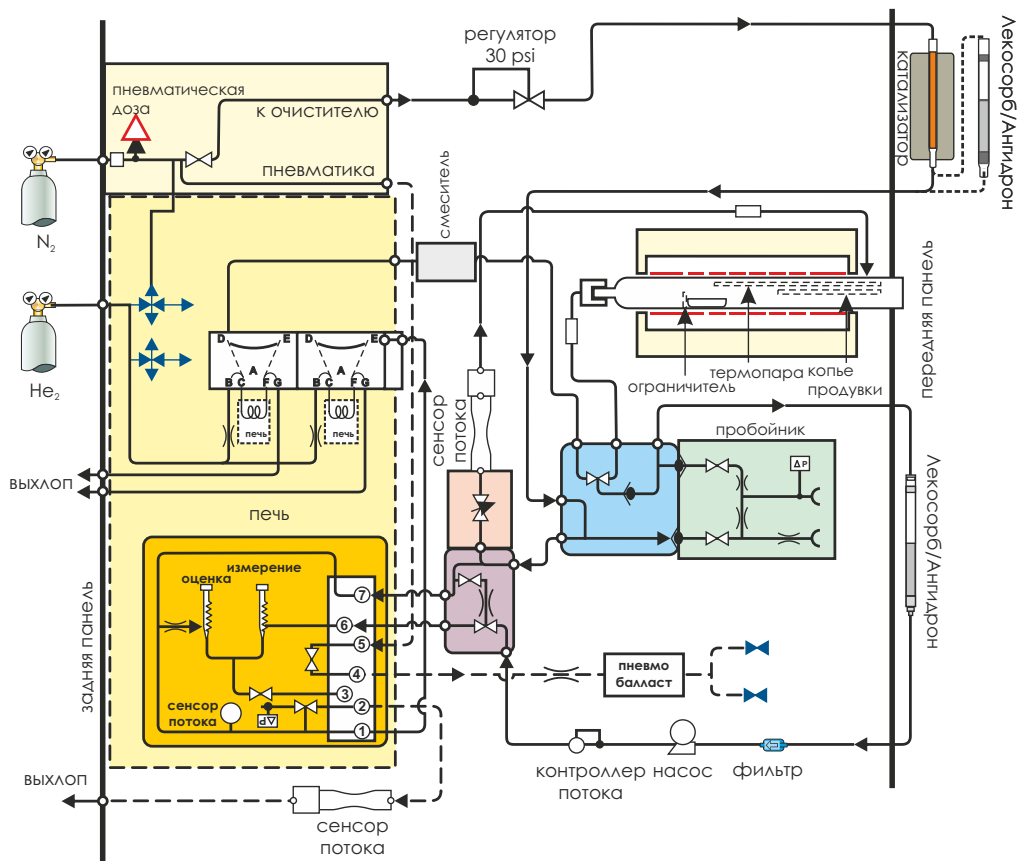 регулятор
30 psi
катализатор
Лекосорб/Ангидрон
пневматическая
доза
к очистителю
пневматика
N2
He2
смеситель
D E D E
A A
B C F G B C F G
печь печь
выхлоп
печь
сенсор
потока
ограничитель
термопара
копье
продувки
передняя панель
пробойник
ΔP
Лекосорб/Ангидрон
задняя панель
оценка
измерение
7
6
5
4
3
2
1
сенсор
потока
ΔP
пневмо
балласт
контроллер
потока
насос
фильтр
выхлоп
сенсор
потока